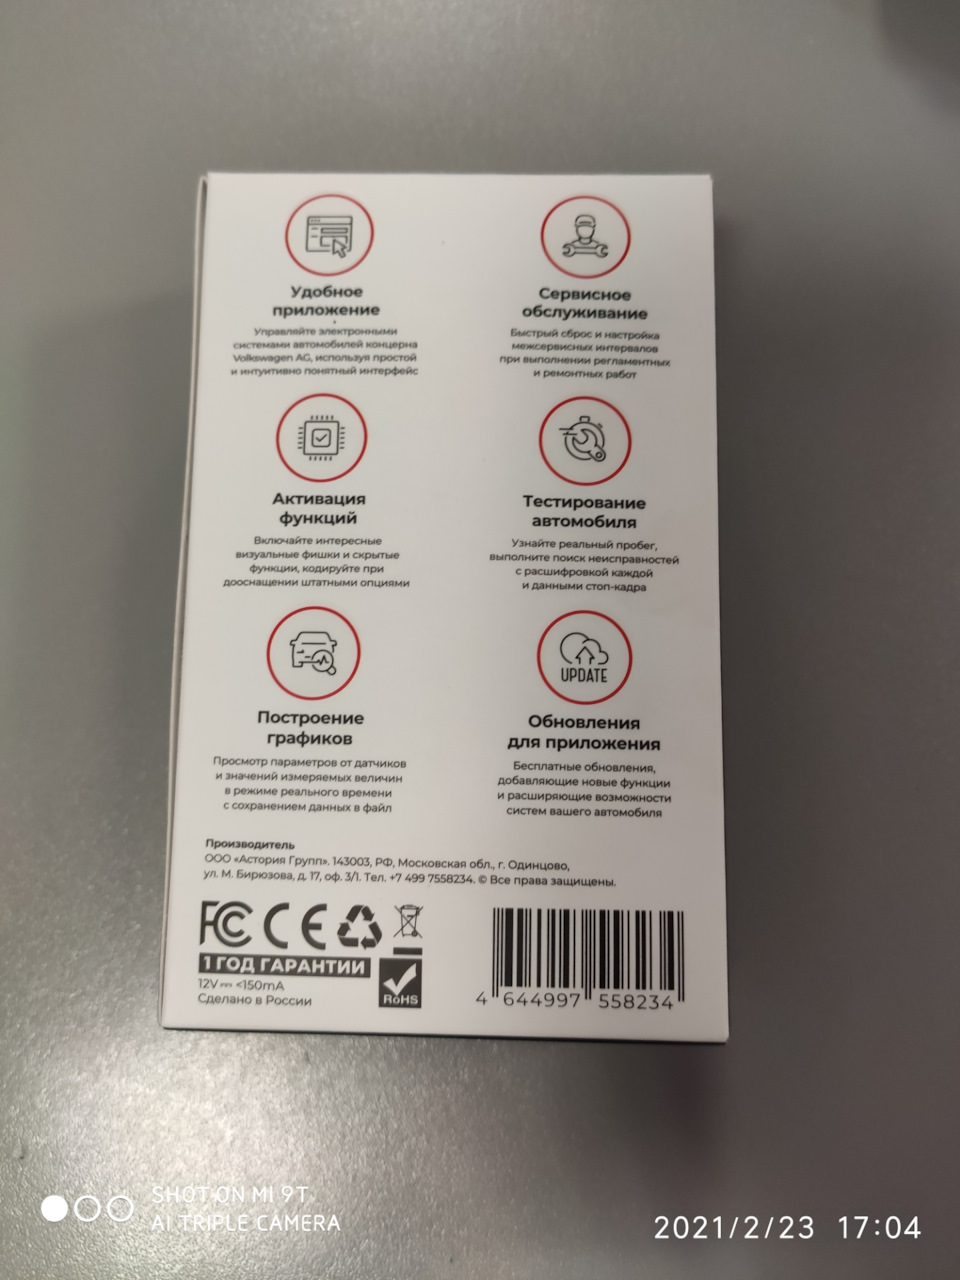 Удобное
приложение
Управляйте электронными
системами автомобилей концерна
Volkswagen AG, используя простой
и интуитивно понятный интерфейс
Сервисное
обслуживание
Быстрый сброс и настройка
межсервисных интервалов
при выполнении регламентных
и ремонтных работ
Активация
функций
Включайте интересные
визуальные фишки и скрытые
функции, кодируйте при
дооснащении штатными опциями
Тестирование
автомобиля
Узнайте реальный пробег,
выполните поиск неисправностей
с расшифровкой каждой
и данными стоп-кадра
Построение
графиков
Просмотр параметров от датчиков
и значений измеряемых величин
в режиме реального времени
с сохранением данных в файл
UPDATE
Обновления
для приложения
Бесплатные обновления,
добавляющие новые функции
и расширяющие возможности
систем вашего автомобиля
Производитель
ООО «Астория Групп». 143003, РФ, Московская обл., г. Одинцово,
ул. М. Бирюзова, д. 17, оф. 3/1. Тел. +7 499 7558234. © Все права защищены.
FC CE
1 ГОД ГАРАНТИИ
12V ⎓ <150mA
Сделано в России
RoHS
4 644997 558234
SHOT ON MI 9T
AI TRIPLE CAMERA
2021/2/23 17:04